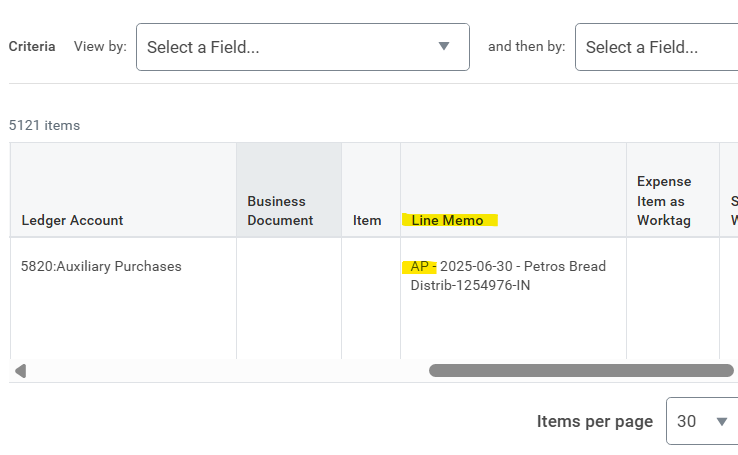 Criteria View by: Select a Field... and then by: Select a Field...
5121 items
Ledger Account
Business
Document
Item
Line Memo
Expense
Item as
Worktag
5820:Auxiliary Purchases
AP - 2025-06-30 - Petros Bread
Distrib-1254976-IN
Items per page 30